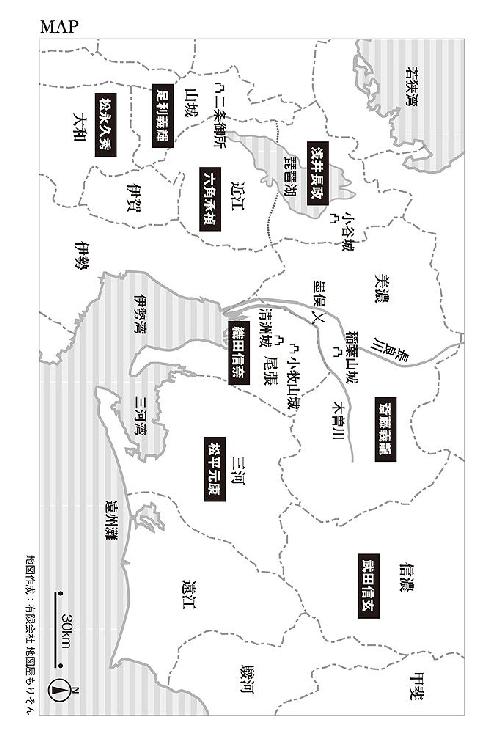 MAP
若狭湾
二条御所
山城
足利義輝
松永久秀
大和
浅井長政
琵琶湖
近江
六角承禎
伊賀
小谷城
伊勢
美濃
墨俣
長良川
稲葉山城
清洲城
尾張
小牧山城
織田信奈
伊勢湾
木曽川
斎藤義龍
三河湾
三河
松平元康
遠州灘
信濃
武田信玄
遠江
駿河
甲斐
30km
N
地図作成：有限会社 地図屋もりそん